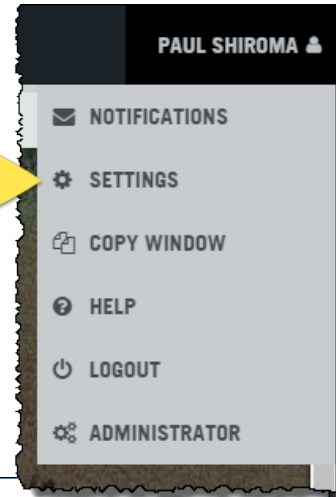 PAUL SHIROMA
NOTIFICATIONS
SETTINGS
COPY WINDOW
HELP
LOGOUT
ADMINISTRATOR